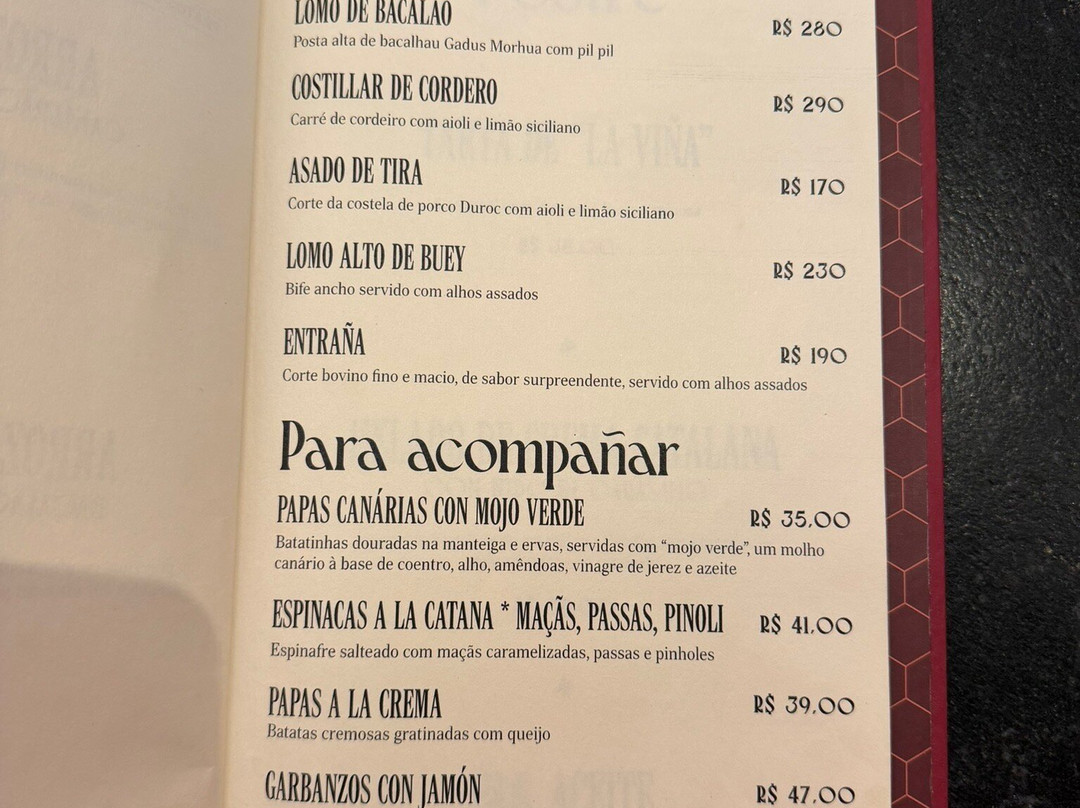 LOMO DE BACALAO R$ 280
Posta alta de bacalhau Gadus Morhua com pil pil
COSTILLAR DE CORDERO R$ 290
Carré de cordeiro com aioli e limão siciliano
ASADO DE TIRA R$ 170
Corte da costela de porco Duroc com aioli e limão siciliano
LOMO ALTO DE BUEY R$ 230
Bife ancho servido com alhos assados
ENTRAÑA R$ 190
Corte bovino fino e macio, de sabor surpreendente, servido com alhos assados
Para acompañar
PAPAS CANÁRIAS CON MOJO VERDE R$ 35,00
Batatinhas douradas na manteiga e ervas, servidas com “mojo verde”, um molho
canário à base de coentro, alho, amêndoas, vinagre de jerez e azeite
ESPINACAS A LA CATANA * MAÇÃS, PASSAS, PINOLI R$ 41,00
Espinafre salteado com maçãs caramelizadas, passas e pinholes
PAPAS A LA CREMA R$ 39,00
Batatas cremosas gratinadas com queijo
GARBANZOS CON JAMÓN R$ 47,00
TARTA DE "LA VIÑA"